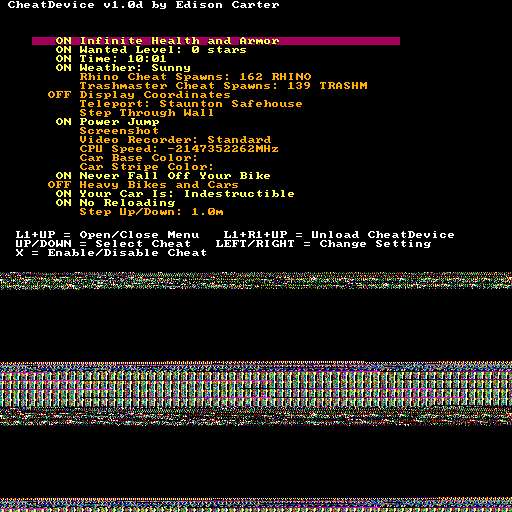 CheatDevice v1.0d by Edison Carter
ON Infinite Health and Armor
ON Wanted Level: 0 stars
ON Time: 10:01
ON Weather: Sunny
Rhino Cheat Spawns: 162 RHINO
Trashmaster Cheat Spawns: 139 TRASHM
OFF Display Coordinates
Teleport: Staunton Safehouse
Step Through Wall
ON Power Jump
Screenshot
Video Recorder: Standard
CPU Speed: -2147352262MHz
Car Base Color:
Car Stripe Color:
ON Never Fall Off Your Bike
OFF Heavy Bikes and Cars
ON Your Car Is: Indestructible
ON No Reloading
Step Up/Down: 1.0m
L1+UP = Open/Close Menu L1+R1+UP = Unload CheatDevice
UP/DOWN = Select Cheat LEFT/RIGHT = Change Setting
X = Enable/Disable Cheat